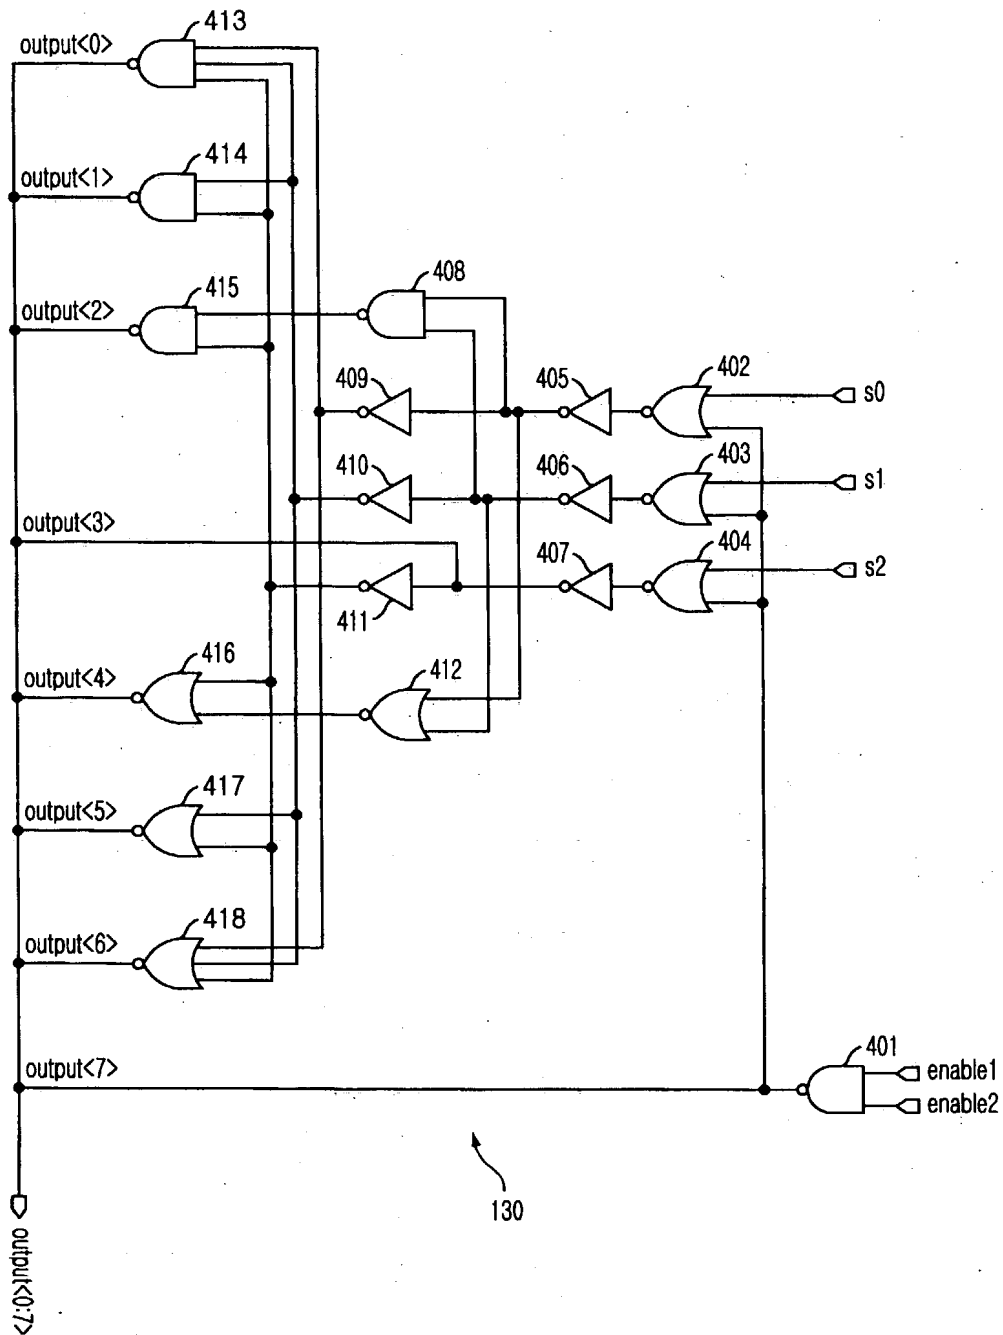 413
output<0>
414
output<1>
408
415
output<2>
402
409
405
s0
403
410
406
s1
output<3>
404
407
s2
411
416
412
output<4>
417
output<5>
418
output<6>
401
output<7>
enable1
enable2
130
output<0:7>